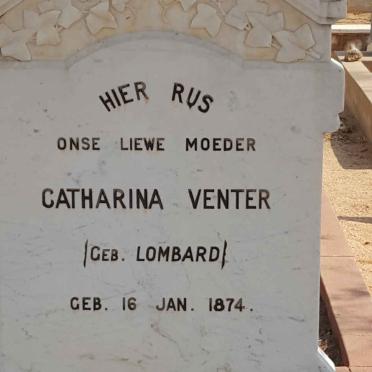 HIER RUS
ONSE LIEWE MOEDER
CATHARINA VENTER
(GEB. LOMBARD)
GEB. 16 JAN. 1874.